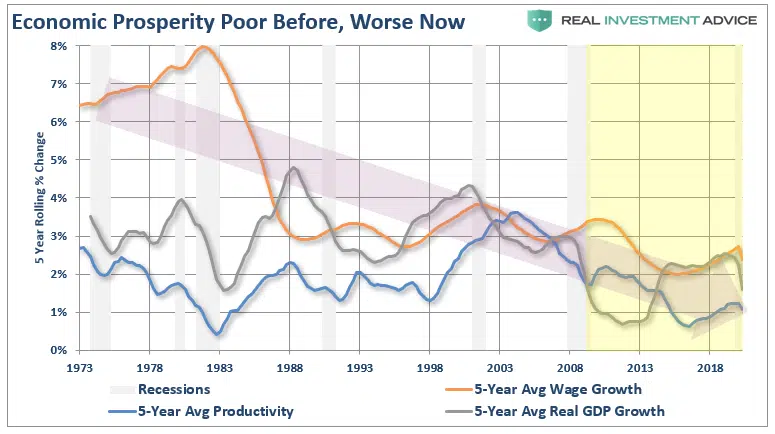 Economic Prosperity Poor Before, Worse Now
REAL INVESTMENT ADVICE
5 Year Rolling % Change
8%
7%
6%
5%
4%
3%
2%
1%
0%
1973 1978 1983 1988 1993 1998 2003 2008 2013 2018
Recessions 5-Year Avg Wage Growth
5-Year Avg Productivity 5-Year Avg Real GDP Growth